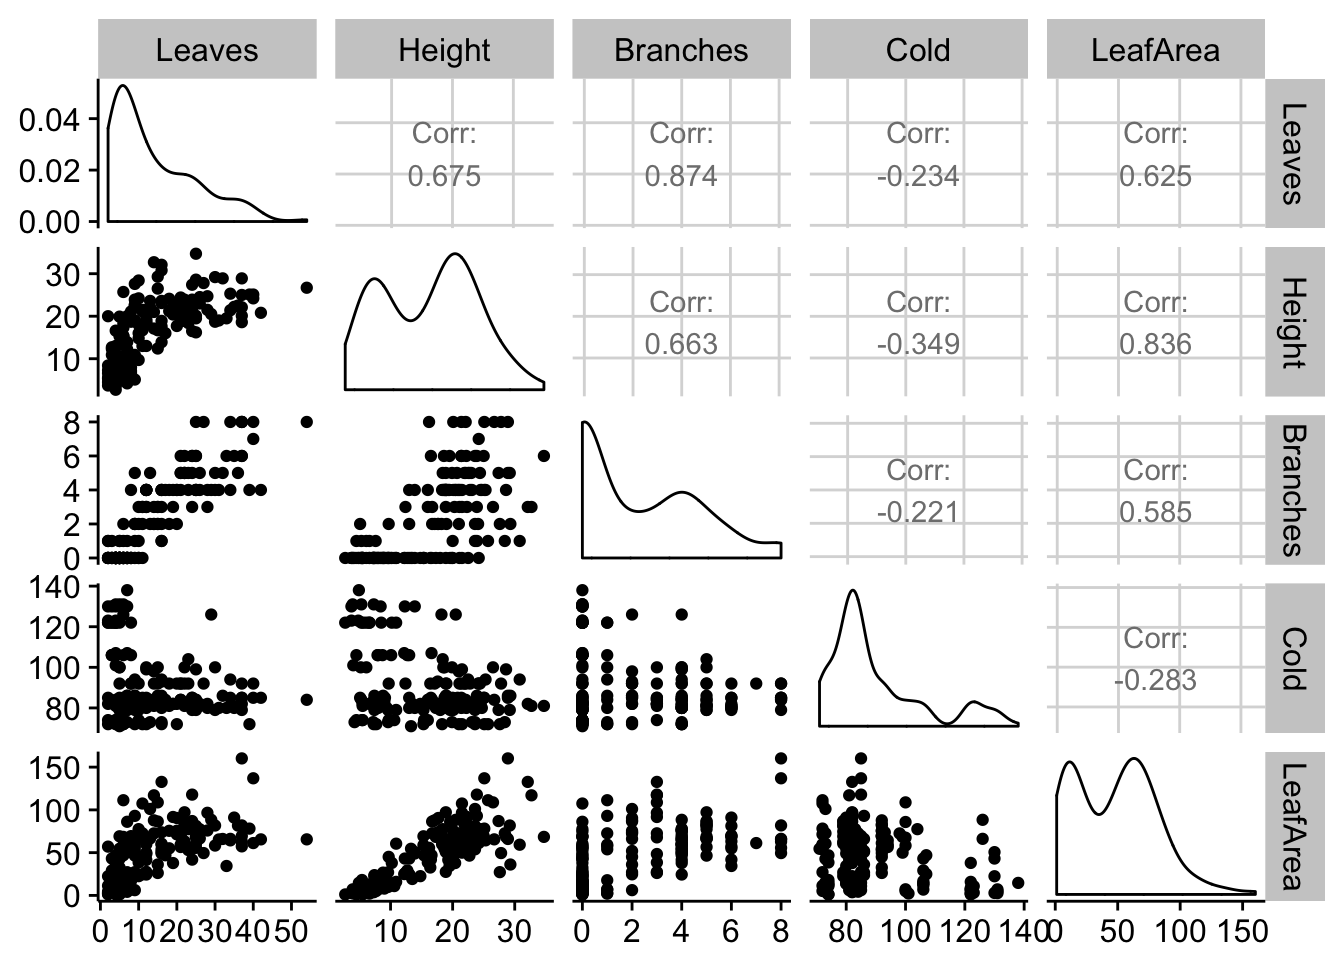 Leaves Height Branches Cold LeafArea
0.04
0.02
0.00
Corr:
0.675
Corr:
0.874
Corr:
-0.234
Corr:
0.625
Leaves
30
20
10
Corr:
0.663
Corr:
-0.349
Corr:
0.836
Height
8
6
4
2
0
Corr:
-0.221
Corr:
0.585
Branches
140
120
100
80
Corr:
-0.283
Cold
150
100
50
0
LeafArea
0 10 20 30 40 50
10 20 30
0 2 4 6 8
80 100 120 140
0 50 100 150